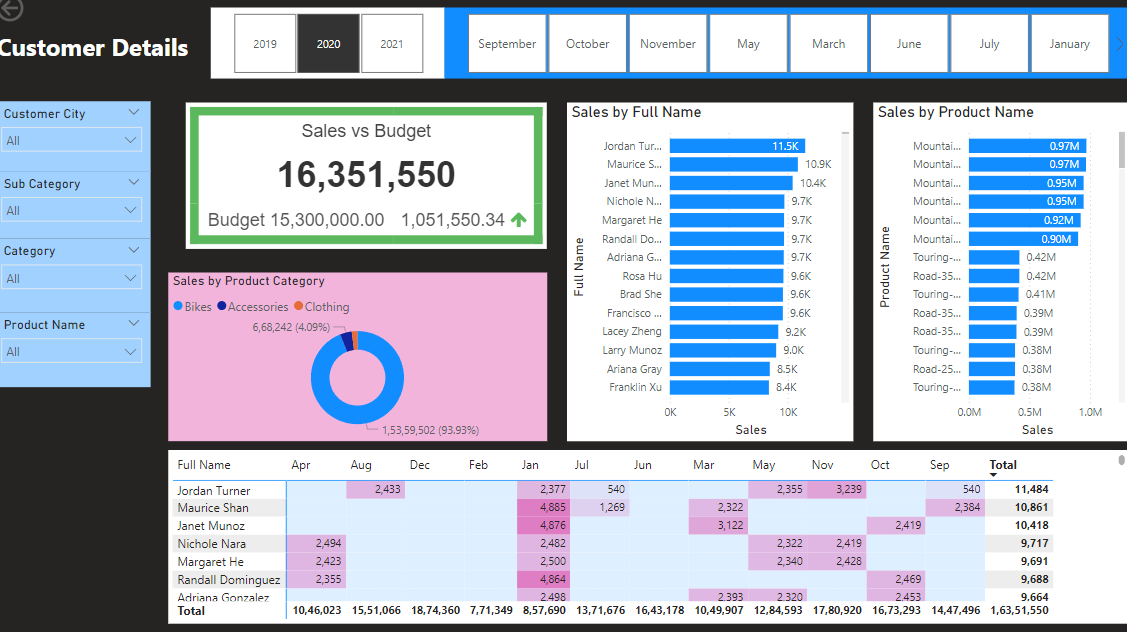 Customer Details
2019 2020 2021
September October November May March June July January
Customer City
All
Sub Category
All
Category
All
Product Name
All
Sales vs Budget
16,351,550
Budget 15,300,000.00 1,051,550.34
Sales by Product Category
Bikes Accessories Clothing
6,68,242 (4.09%)
1,53,59,502 (93.93%)
Sales by Full Name
Full Name
Jordan Tur... 11.5K
Maurice S... 10.9K
Janet Mun... 10.4K
Nichole N... 9.7K
Margaret He 9.7K
Randall Do... 9.7K
Adriana G... 9.7K
Rosa Hu 9.6K
Brad She 9.6K
Francisco ... 9.6K
Lacey Zheng 9.2K
Larry Munoz 9.0K
Ariana Gray 8.5K
Franklin Xu 8.4K
0K 5K 10K
Sales
Sales by Product Name
Product Name
Mountai... 0.97M
Mountai... 0.97M
Mountai... 0.95M
Mountai... 0.95M
Mountai... 0.92M
Mountai... 0.90M
Touring-... 0.42M
Road-35... 0.42M
Touring-... 0.41M
Road-35... 0.39M
Road-35... 0.39M
Touring-... 0.38M
Road-25... 0.38M
Touring-... 0.38M
0.0M 0.5M 1.0M
Sales
Full Name Apr Aug Dec Feb Jan Jul Jun Mar May Nov Oct Sep Total
Jordan Turner 2,433 2,377 540 2,355 3,239 540 11,484
Maurice Shan 4,885 1,269 2,322 2,384 10,861
Janet Munoz 4,876 3,122 2,419 10,418
Nichole Nara 2,494 2,482 2,322 2,419 9,717
Margaret He 2,423 2,500 2,340 2,428 9,691
Randall Dominguez 2,355 4,864 2,469 9,688
Adriana Gonzalez 2,498 2,393 2,320 2,453 9,664
Total 10,46,023 15,51,066 18,74,360 7,71,349 8,57,690 13,71,676 16,43,178 10,49,907 12,84,593 17,80,920 16,73,293 14,47,496 1,63,51,550